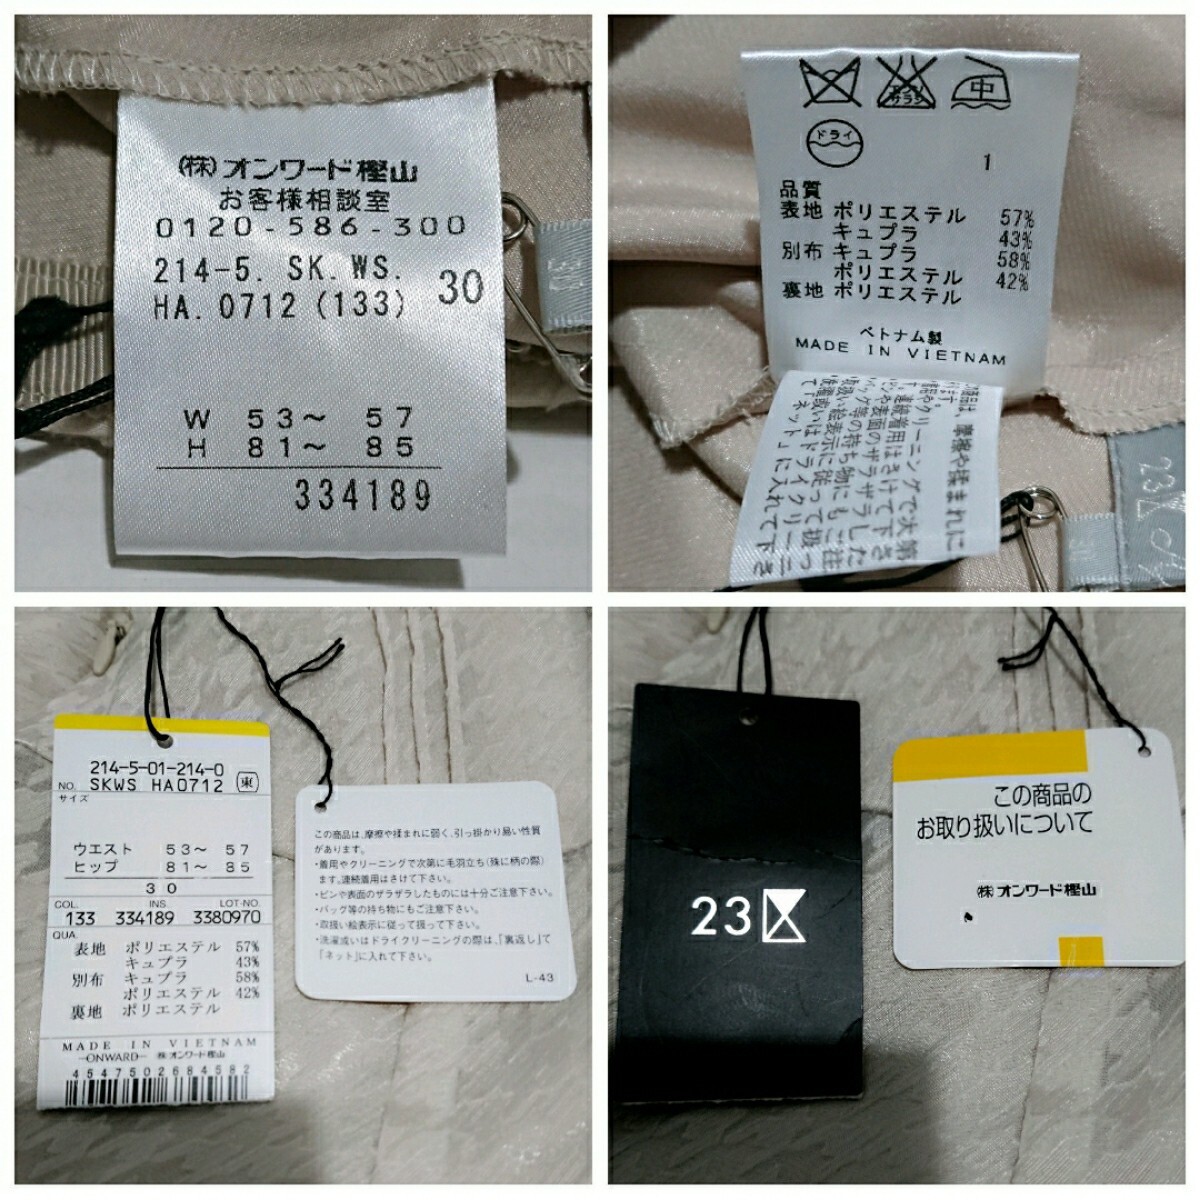 (株)オンワード樫山
お客様相談室
0120-586-300
214-5. SK. WS.
HA. 0712 (133)
30
W 53～ 57
H 81～ 85
334189
サラシ
中
ドライ
1
品質
表地 ポリエステル 57%
キュプラ 43%
別布 キュプラ 58%
ポリエステル 42%
裏地 ポリエステル
ベトナム製
MADE IN VIETNAM
23
214-5-01-214-0
NO. SKWS HA0712 東
サイズ
ウエスト 53～ 57
ヒップ 81～ 85
30
COL. INS. LOT-NO.
133 334189 3380970
QUA.
表地 ポリエステル 57%
キュプラ 43%
別布 キュプラ 58%
ポリエステル 42%
裏地 ポリエステル
MADE IN VIETNAM
ONWARD (株)オンワード樫山
4547502684582
この商品は、摩擦や揉まれに弱く、引っ掛かり易い性質
があります。
・着用やクリーニングで次第に毛羽立ち(殊に柄の際)
ます。連続着用はさけて下さい。
・ピンや表面のザラザラしたものには十分ご注意下さい。
・バッグ等の持ち物にもご注意下さい。
・取扱い絵表示に従って扱って下さい。
・洗濯或いはドライクリーニングの際は、「裏返し」で
「ネット」に入れて下さい。
L-43
23
この商品の
お取り扱いについて
(株)オンワード樫山